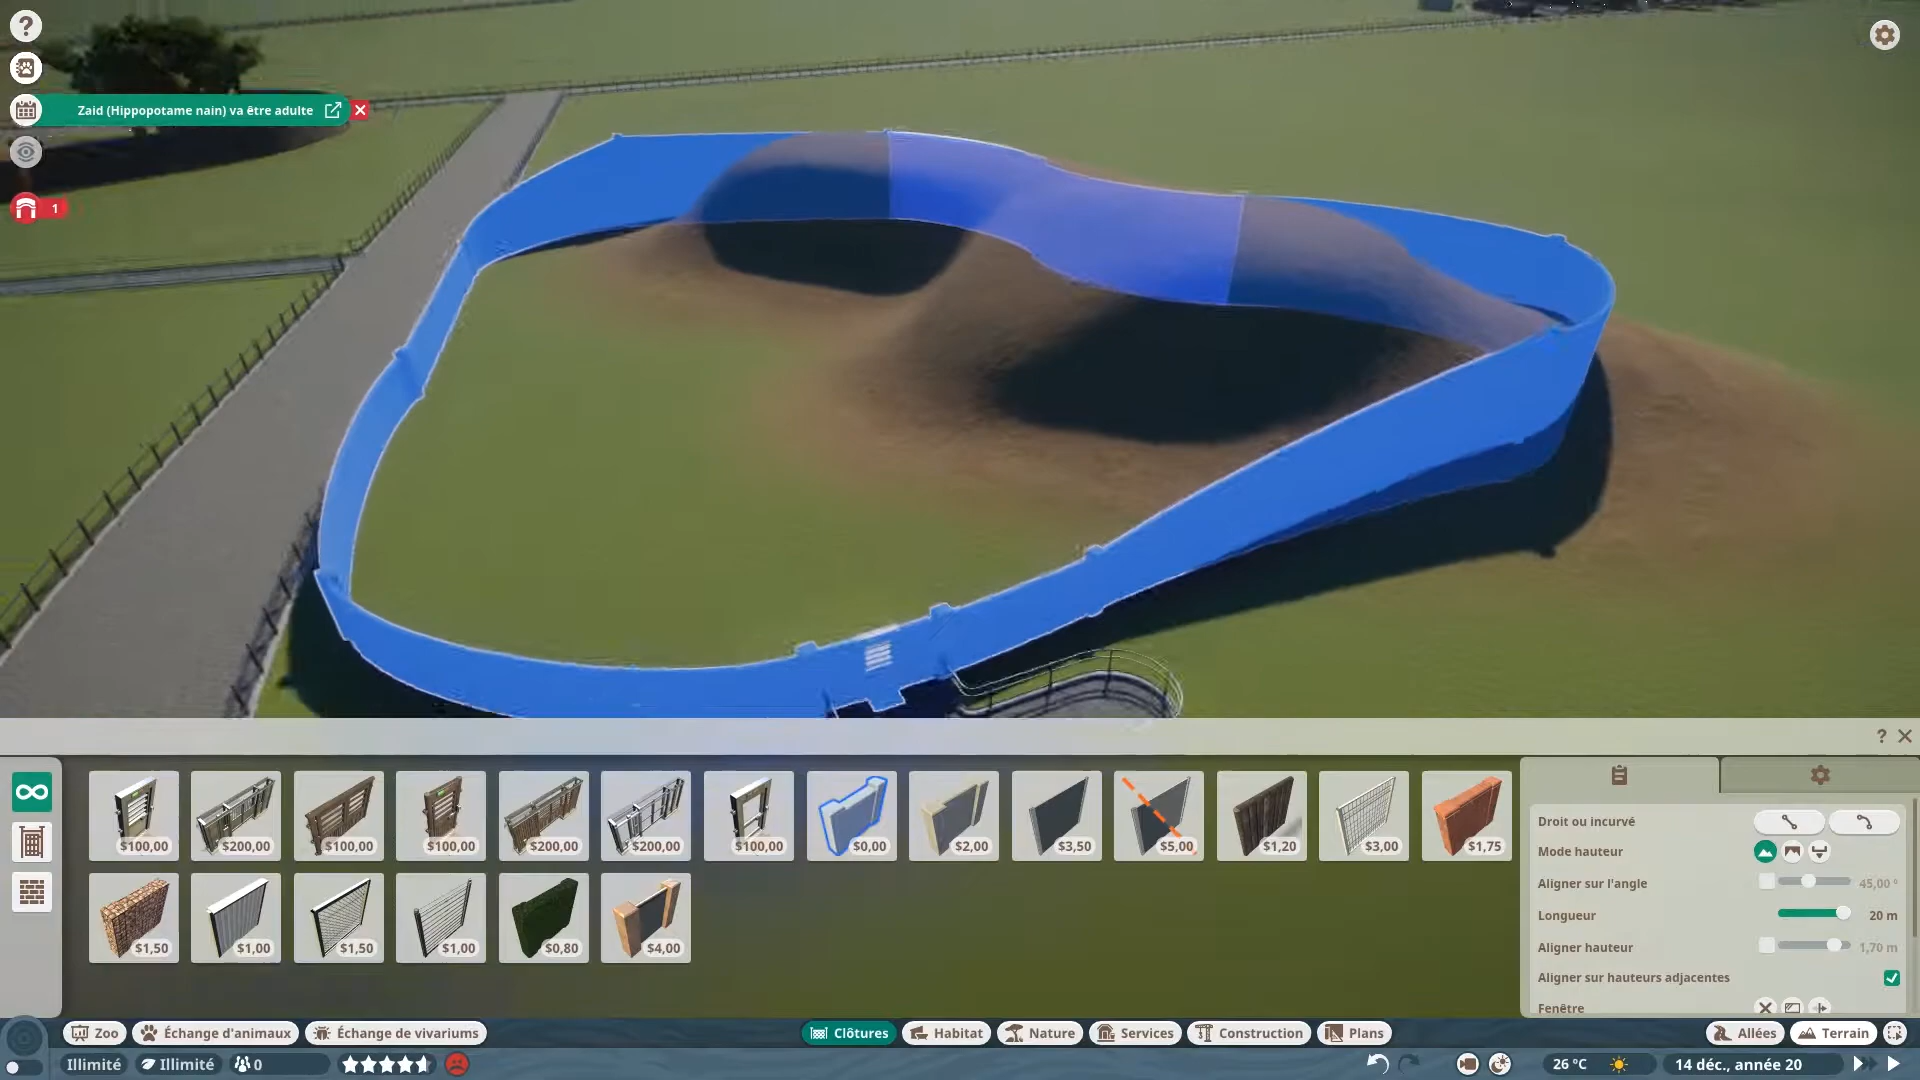 ?
Zaid (Hippopotame nain) va être adulte
1
?
$100,00 $200,00 $100,00 $100,00 $200,00 $200,00 $100,00 $0,00 $2,00 $3,50 $5,00 $1,20 $3,00 $1,75
$1,50 $1,00 $1,50 $1,00 $0,80 $4,00
Droit ou incurvé
Mode hauteur
Aligner sur l'angle 45,00 °
Longueur 20 m
Aligner hauteur 1,70 m
Aligner sur hauteurs adjacentes
Fenêtre
Zoo Échange d'animaux Échange de vivariums Clôtures Habitat Nature Services Construction Plans Allées Terrain
Illimité Illimité 0 26 °C 14 déc., année 20